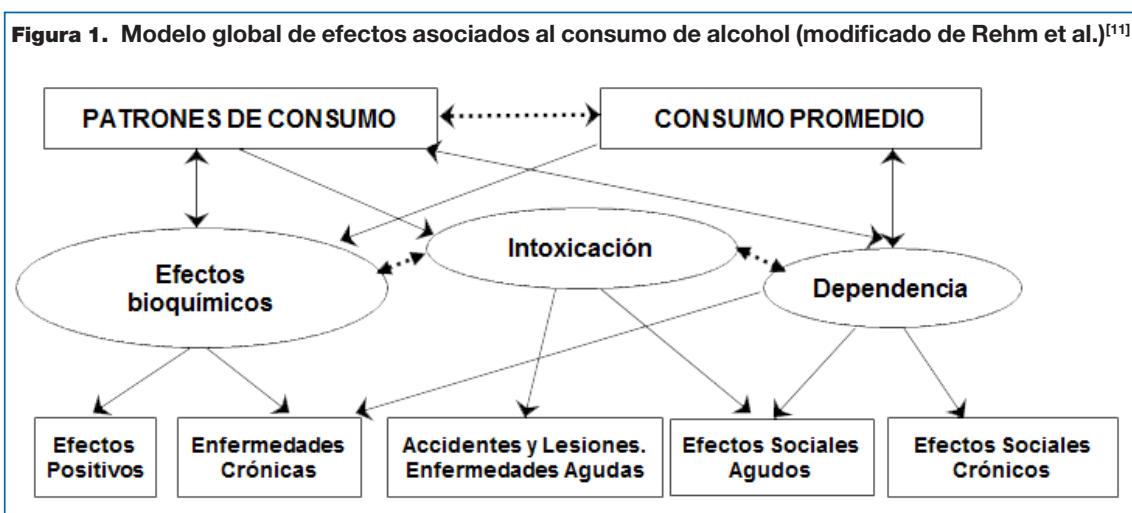 Figura 1. Modelo global de efectos asociados al consumo de alcohol (modificado de Rehm et al.)[11]
PATRONES DE CONSUMO
CONSUMO PROMEDIO
Efectos
bioquímicos
Intoxicación
Dependencia
Efectos
Positivos
Enfermedades
Crónicas
Accidentes y Lesiones.
Enfermedades Agudas
Efectos Sociales
Agudos
Efectos Sociales
Crónicos